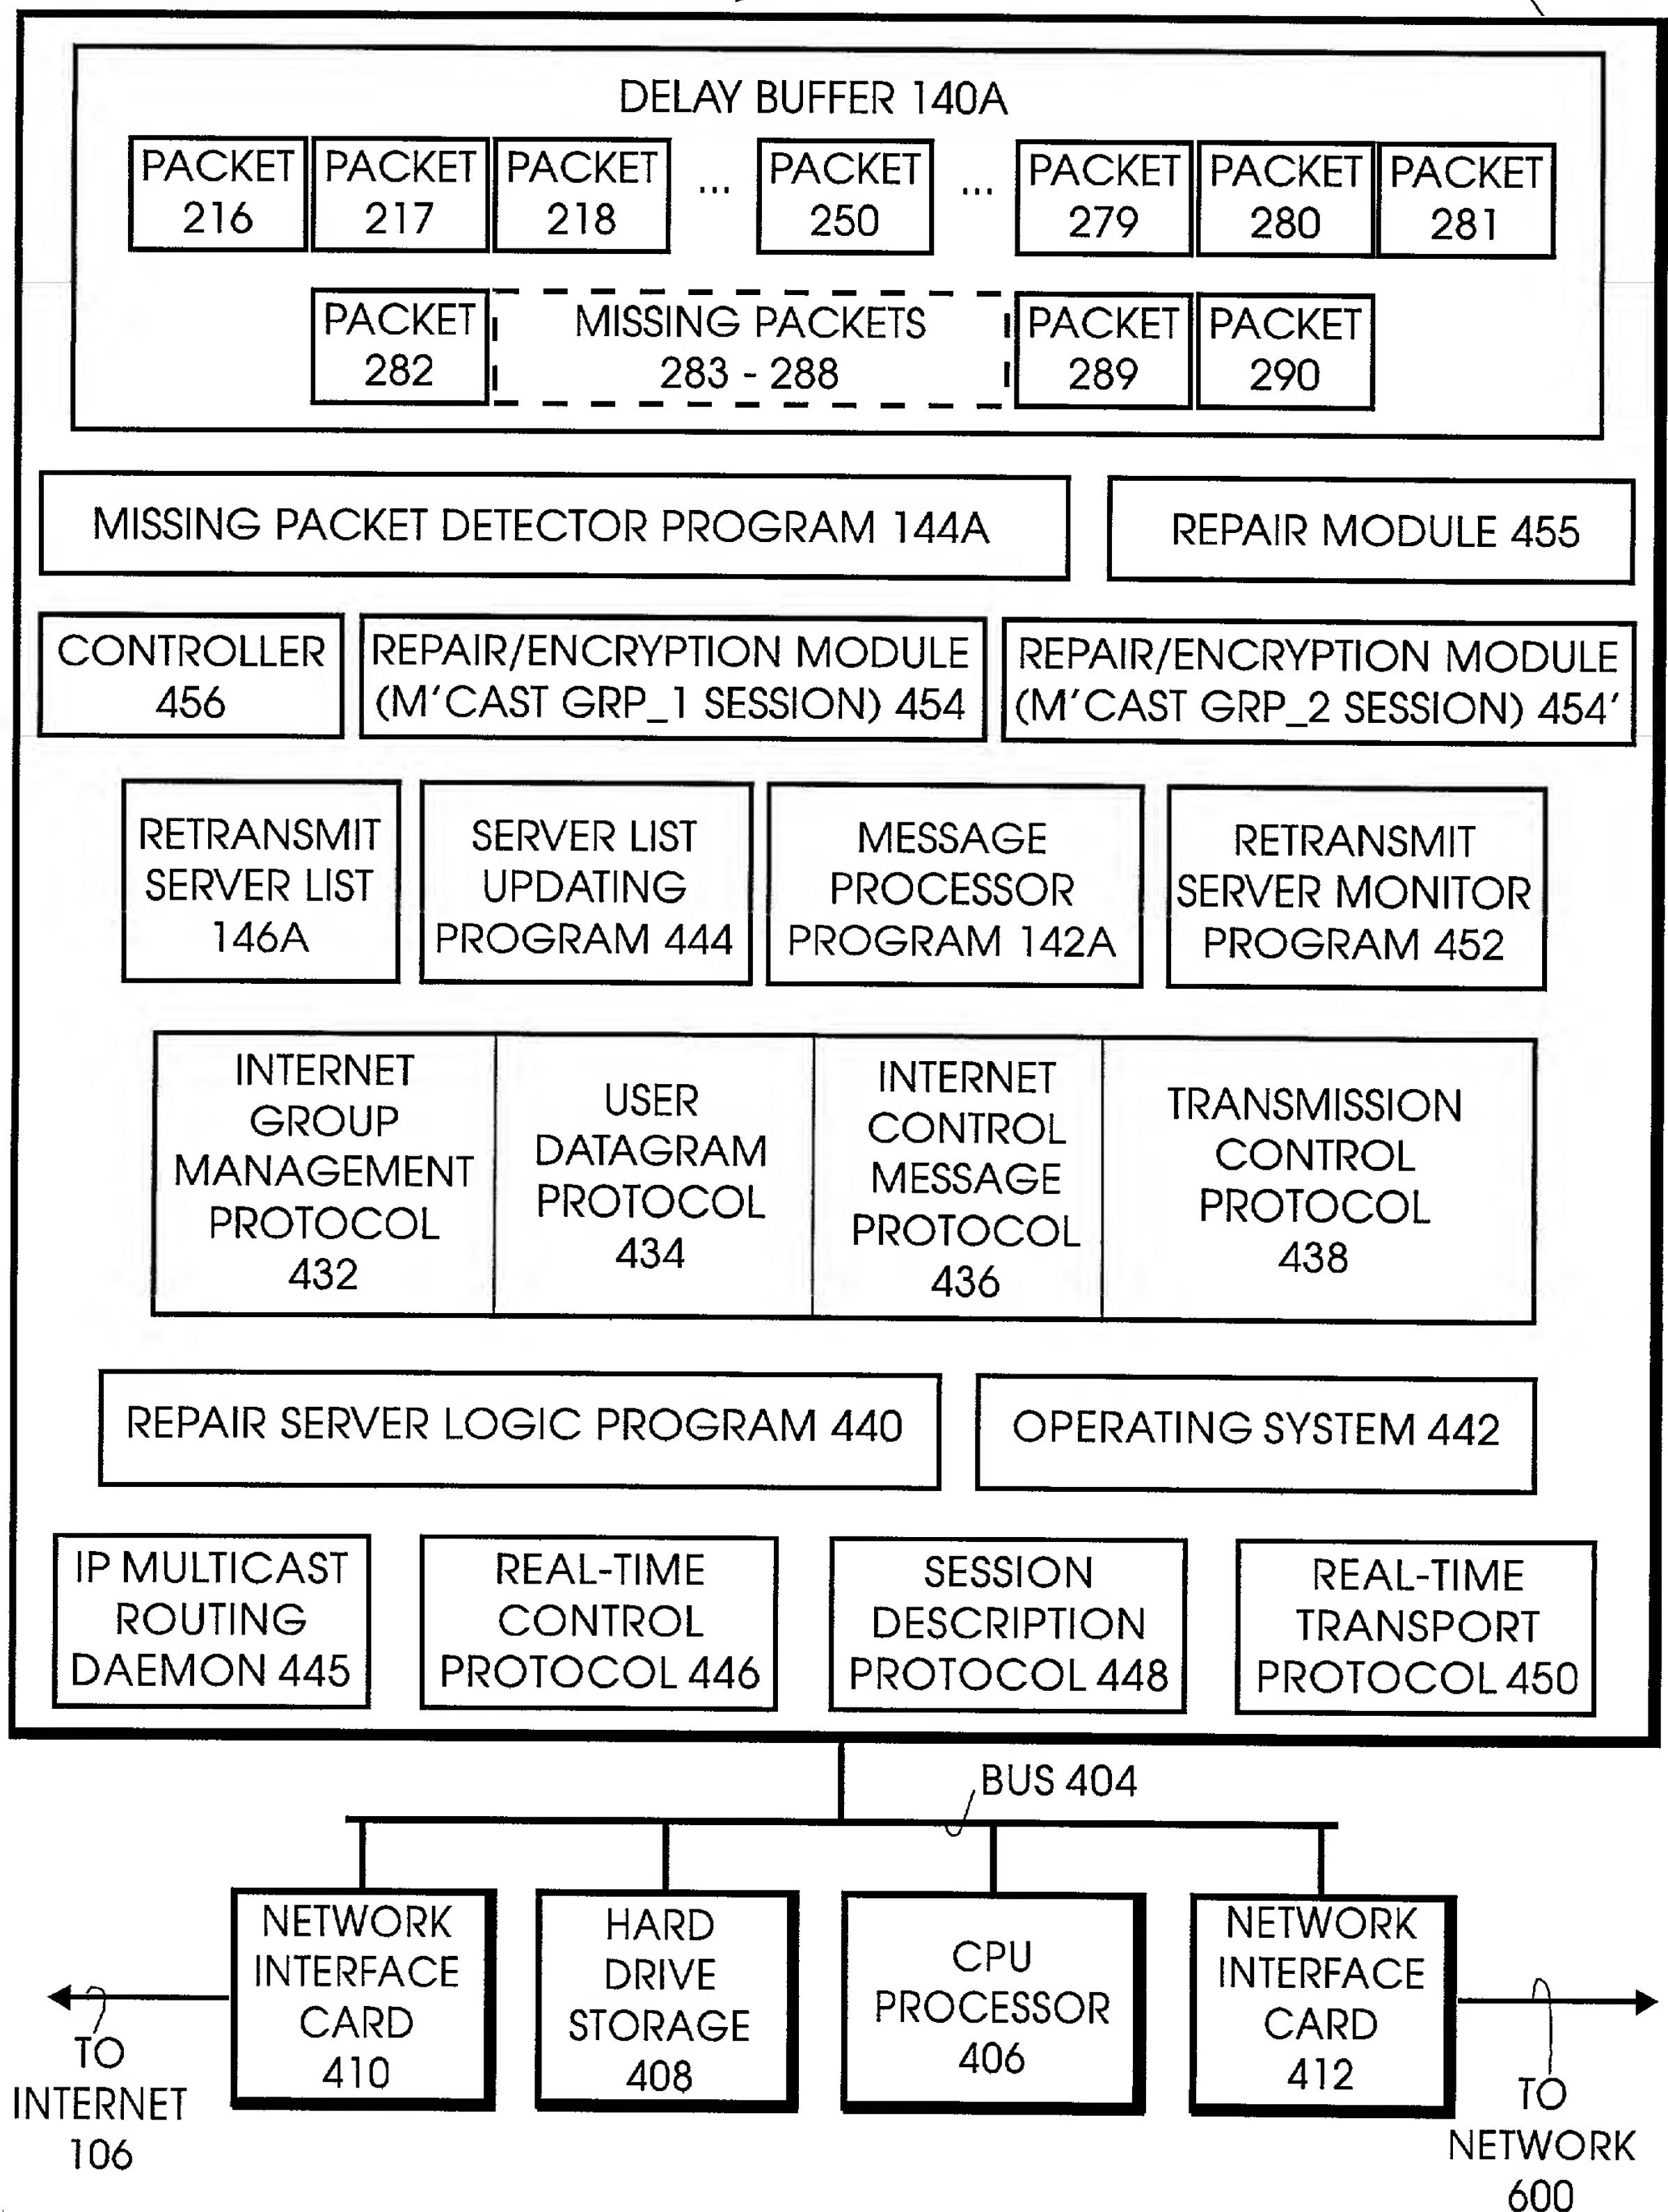 DELAY BUFFER 140A
PACKET
216
PACKET
217
PACKET
218
...
PACKET
250
...
PACKET
279
PACKET
280
PACKET
281
PACKET
282
MISSING PACKETS
283 - 288
PACKET
289
PACKET
290
MISSING PACKET DETECTOR PROGRAM 144A
REPAIR MODULE 455
CONTROLLER
456
REPAIR/ENCRYPTION MODULE
(M'CAST GRP_1 SESSION) 454
REPAIR/ENCRYPTION MODULE
(M'CAST GRP_2 SESSION) 454'
RETRANSMIT
SERVER LIST
146A
SERVER LIST
UPDATING
PROGRAM 444
MESSAGE
PROCESSOR
PROGRAM 142A
RETRANSMIT
SERVER MONITOR
PROGRAM 452
INTERNET
GROUP
MANAGEMENT
PROTOCOL
432
USER
DATAGRAM
PROTOCOL
434
INTERNET
CONTROL
MESSAGE
PROTOCOL
436
TRANSMISSION
CONTROL
PROTOCOL
438
REPAIR SERVER LOGIC PROGRAM 440
OPERATING SYSTEM 442
IP MULTICAST
ROUTING
DAEMON 445
REAL-TIME
CONTROL
PROTOCOL 446
SESSION
DESCRIPTION
PROTOCOL 448
REAL-TIME
TRANSPORT
PROTOCOL 450
BUS 404
NETWORK
INTERFACE
CARD
410
HARD
DRIVE
STORAGE
408
CPU
PROCESSOR
406
NETWORK
INTERFACE
CARD
412
TO
INTERNET
106
TO
NETWORK
600